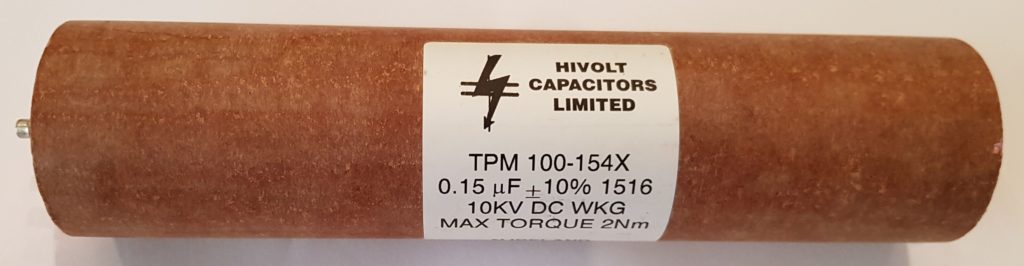 HIVOLT
CAPACITORS
LIMITED
TPM 100-154X
0.15 μF ±10% 1516
10KV DC WKG
MAX TORQUE 2Nm